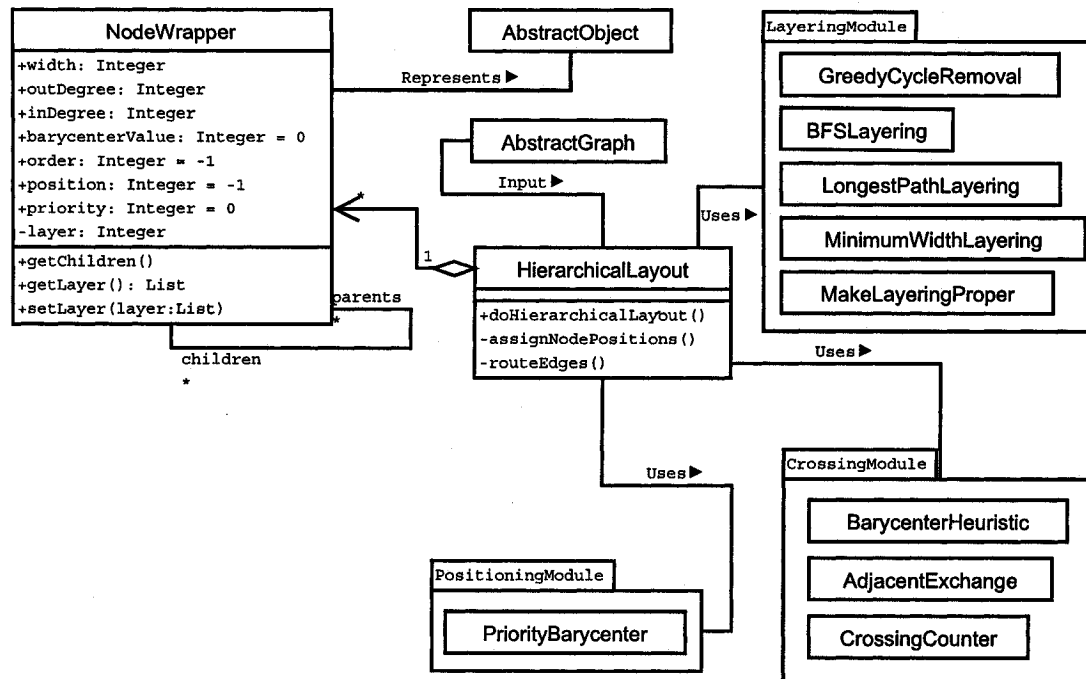 NodeWrapper
+width: Integer
+outDegree: Integer
+inDegree: Integer
+barycenterValue: Integer = 0
+order: Integer = -1
+position: Integer = -1
+priority: Integer = 0
-layer: Integer
+getChildren()
+getLayer(): List
+setLayer(layer:List)
parents
*
children
*
Represents ►
AbstractObject
AbstractGraph
Input ►
*
1
HierarchicalLayout
+doHierarchicalLayout()
-assignNodePositions()
-routeEdges()
Uses ►
LayeringModule
GreedyCycleRemoval
BFSLayering
LongestPathLayering
MinimumWidthLayering
MakeLayeringProper
Uses ►
CrossingModule
BarycenterHeuristic
AdjacentExchange
CrossingCounter
Uses ►
PositioningModule
PriorityBarycenter